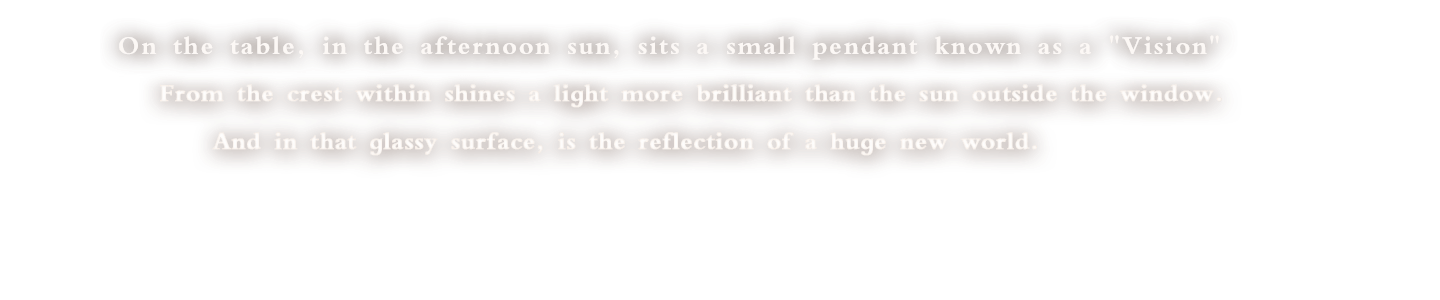 On the table, in the afternoon sun, sits a small pendant known as a "Vision"
From the crest within shines a light more brilliant than the sun outside the window.
And in that glassy surface, is the reflection of a huge new world.